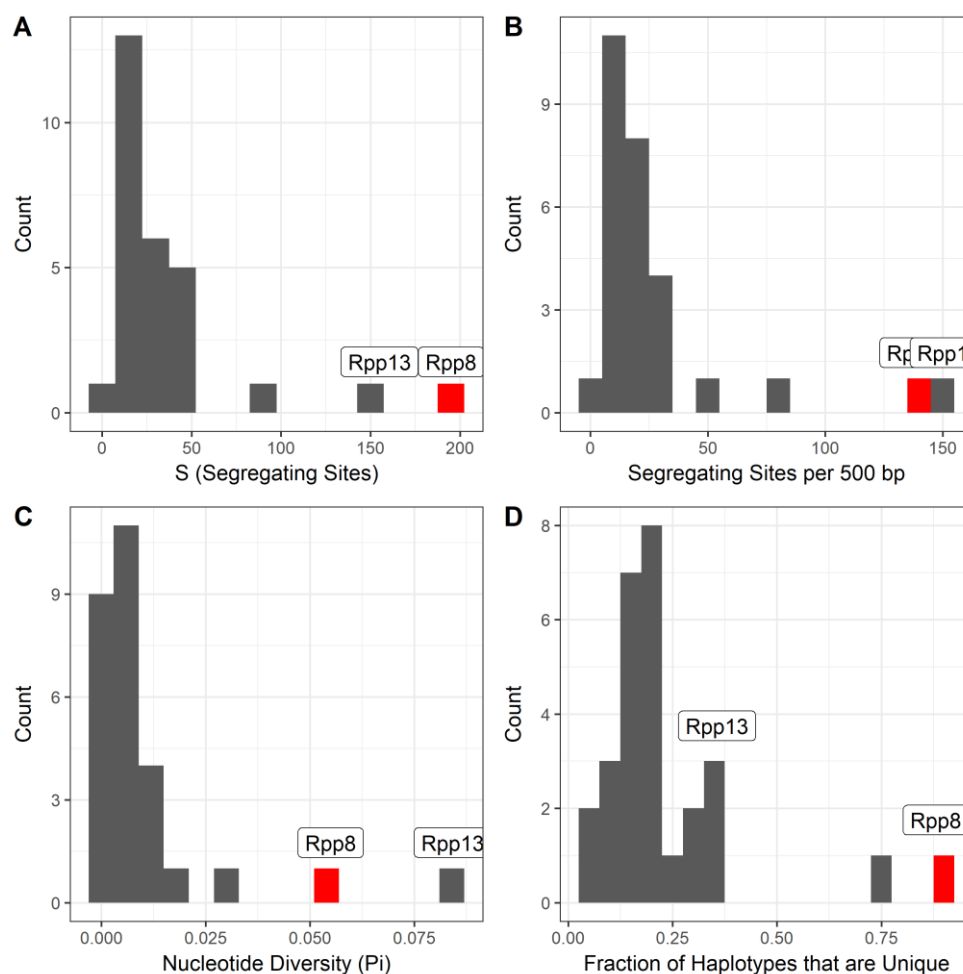 A
Count
10
5
0
Rpp13
Rpp8
0
50
100
150
200
S (Segregating Sites)
B
Count
9
6
3
0
Rpp1
0
50
100
150
Segregating Sites per 500 bp
C
Count
9
6
3
0
Rpp8
Rpp13
0.000
0.025
0.050
0.075
Nucleotide Diversity (Pi)
D
Count
8
6
4
2
0
Rpp13
Rpp8
0.00
0.25
0.50
0.75
Fraction of Haplotypes that are Unique